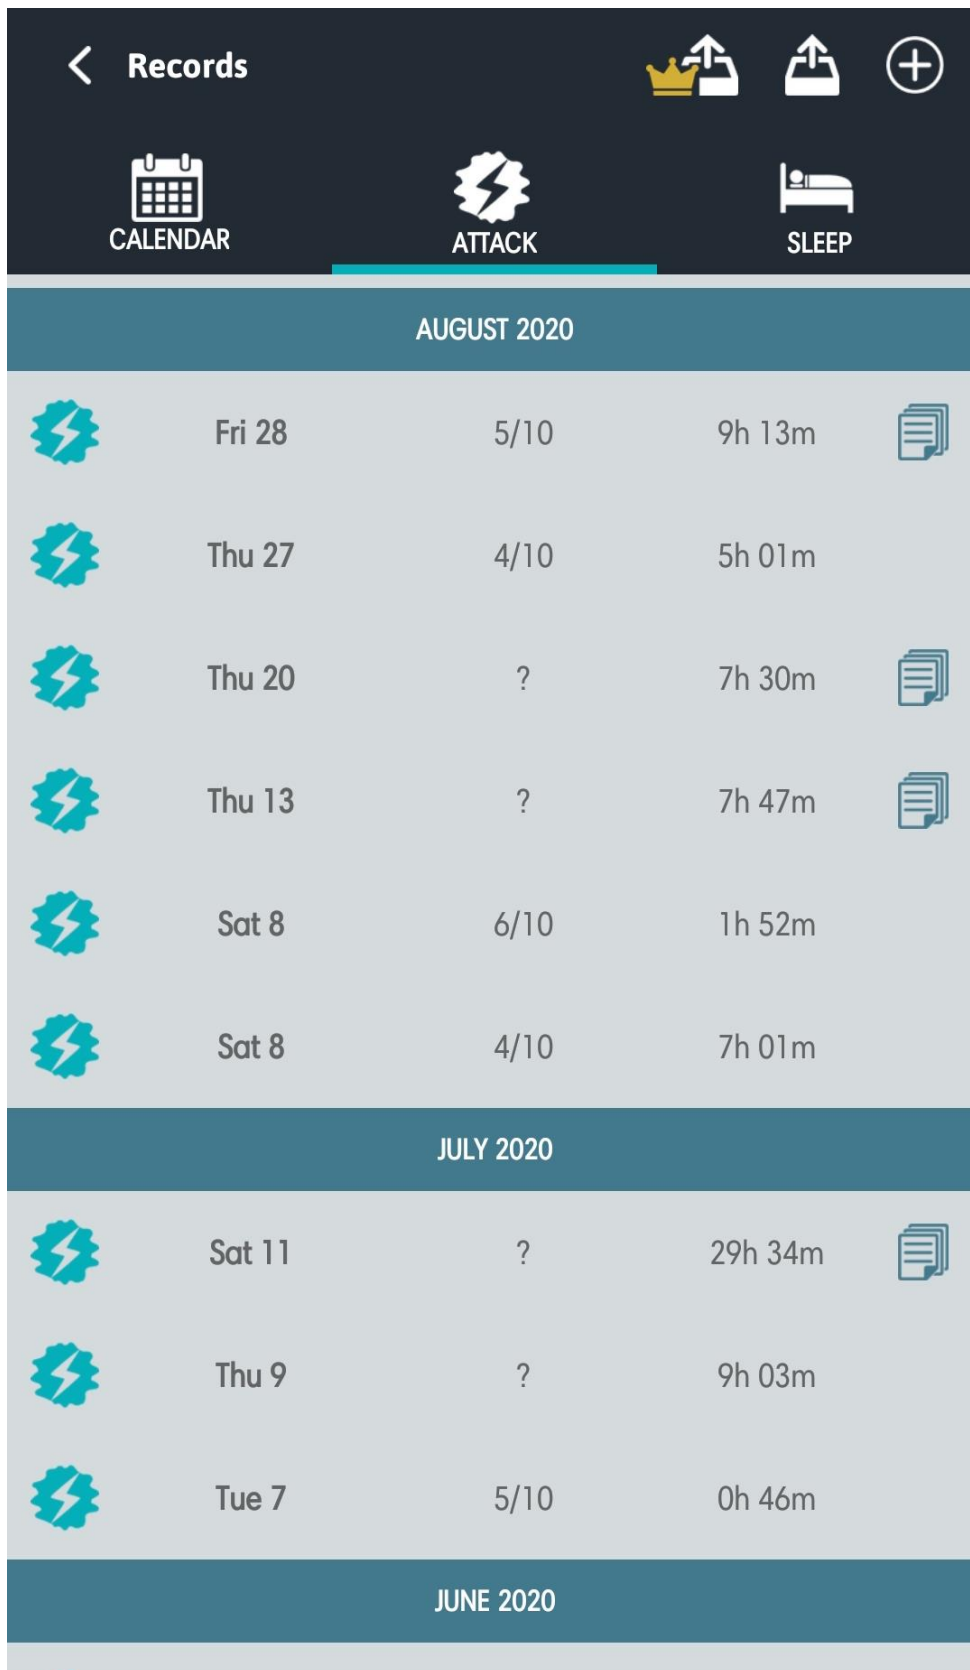 Records
CALENDAR ATTACK SLEEP
AUGUST 2020
Fri 28 5/10 9h 13m
Thu 27 4/10 5h 01m
Thu 20 ? 7h 30m
Thu 13 ? 7h 47m
Sat 8 6/10 1h 52m
Sat 8 4/10 7h 01m
JULY 2020
Sat 11 ? 29h 34m
Thu 9 ? 9h 03m
Tue 7 5/10 0h 46m
JUNE 2020